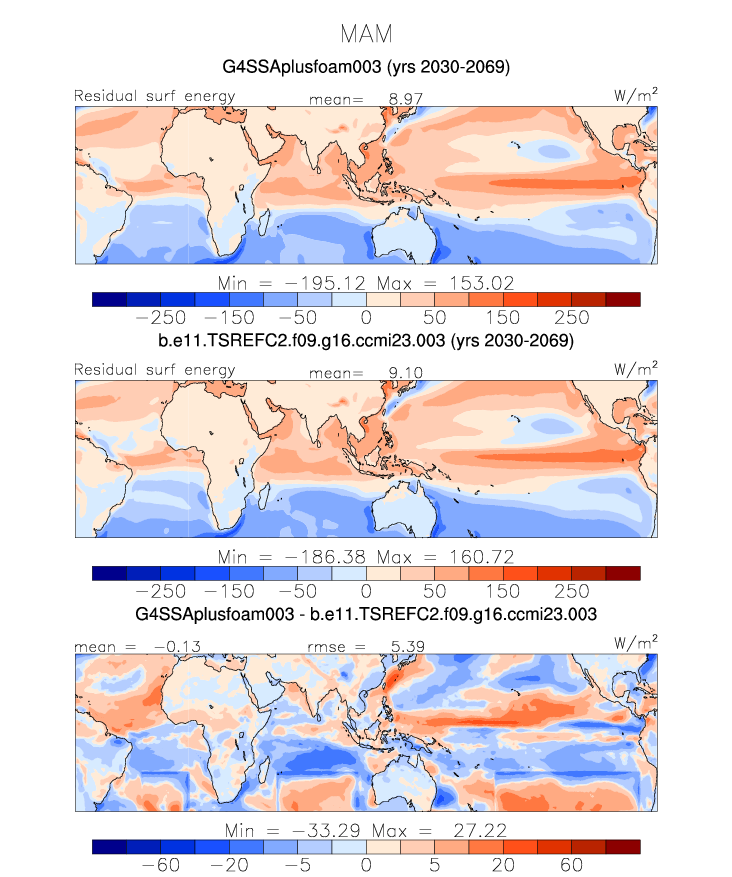 MAM
G4SSAplusfoam003 (yrs 2030-2069)
Residual surf energy mean= 8.97 W/m²
Min = −195.12 Max = 153.02
−250 −150 −50 0 50 150 250
b.e11.TSREFC2.f09.g16.ccmi23.003 (yrs 2030-2069)
Residual surf energy mean= 9.10 W/m²
Min = −186.38 Max = 160.72
−250 −150 −50 0 50 150 250
G4SSAplusfoam003 - b.e11.TSREFC2.f09.g16.ccmi23.003
mean = −0.13 rmse = 5.39 W/m²
Min = −33.29 Max = 27.22
−60 −20 −5 0 5 20 60